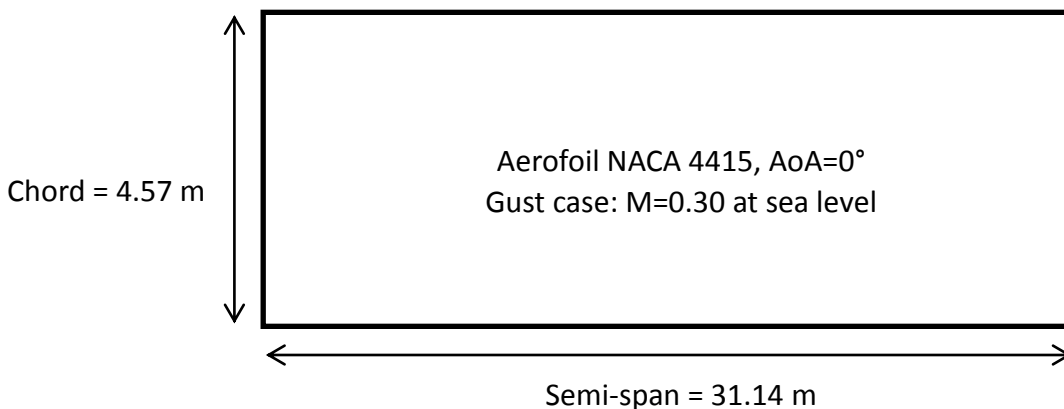 Aerofoil NACA 4415, AoA=0°
Gust case: M=0.30 at sea level
Chord = 4.57 m
Semi-span = 31.14 m